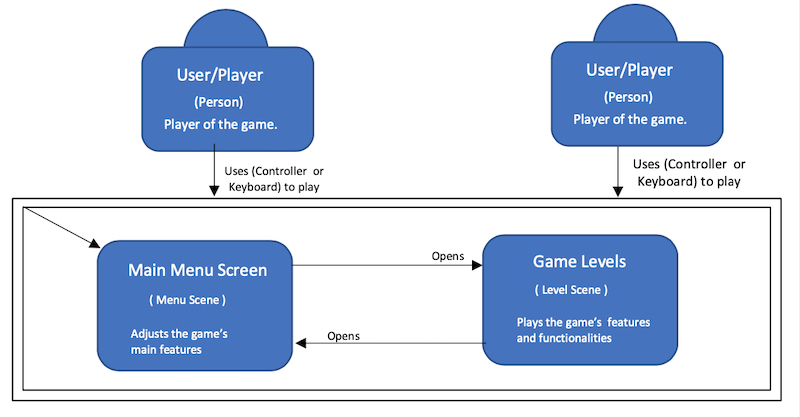 User/Player
(Person)
Player of the game.
User/Player
(Person)
Player of the game.
Uses (Controller or
Keyboard) to play
Uses (Controller or
Keyboard) to play
Main Menu Screen
( Menu Scene )
Adjusts the game’s
main features
Opens
Opens
Game Levels
( Level Scene )
Plays the game’s features
and functionalities